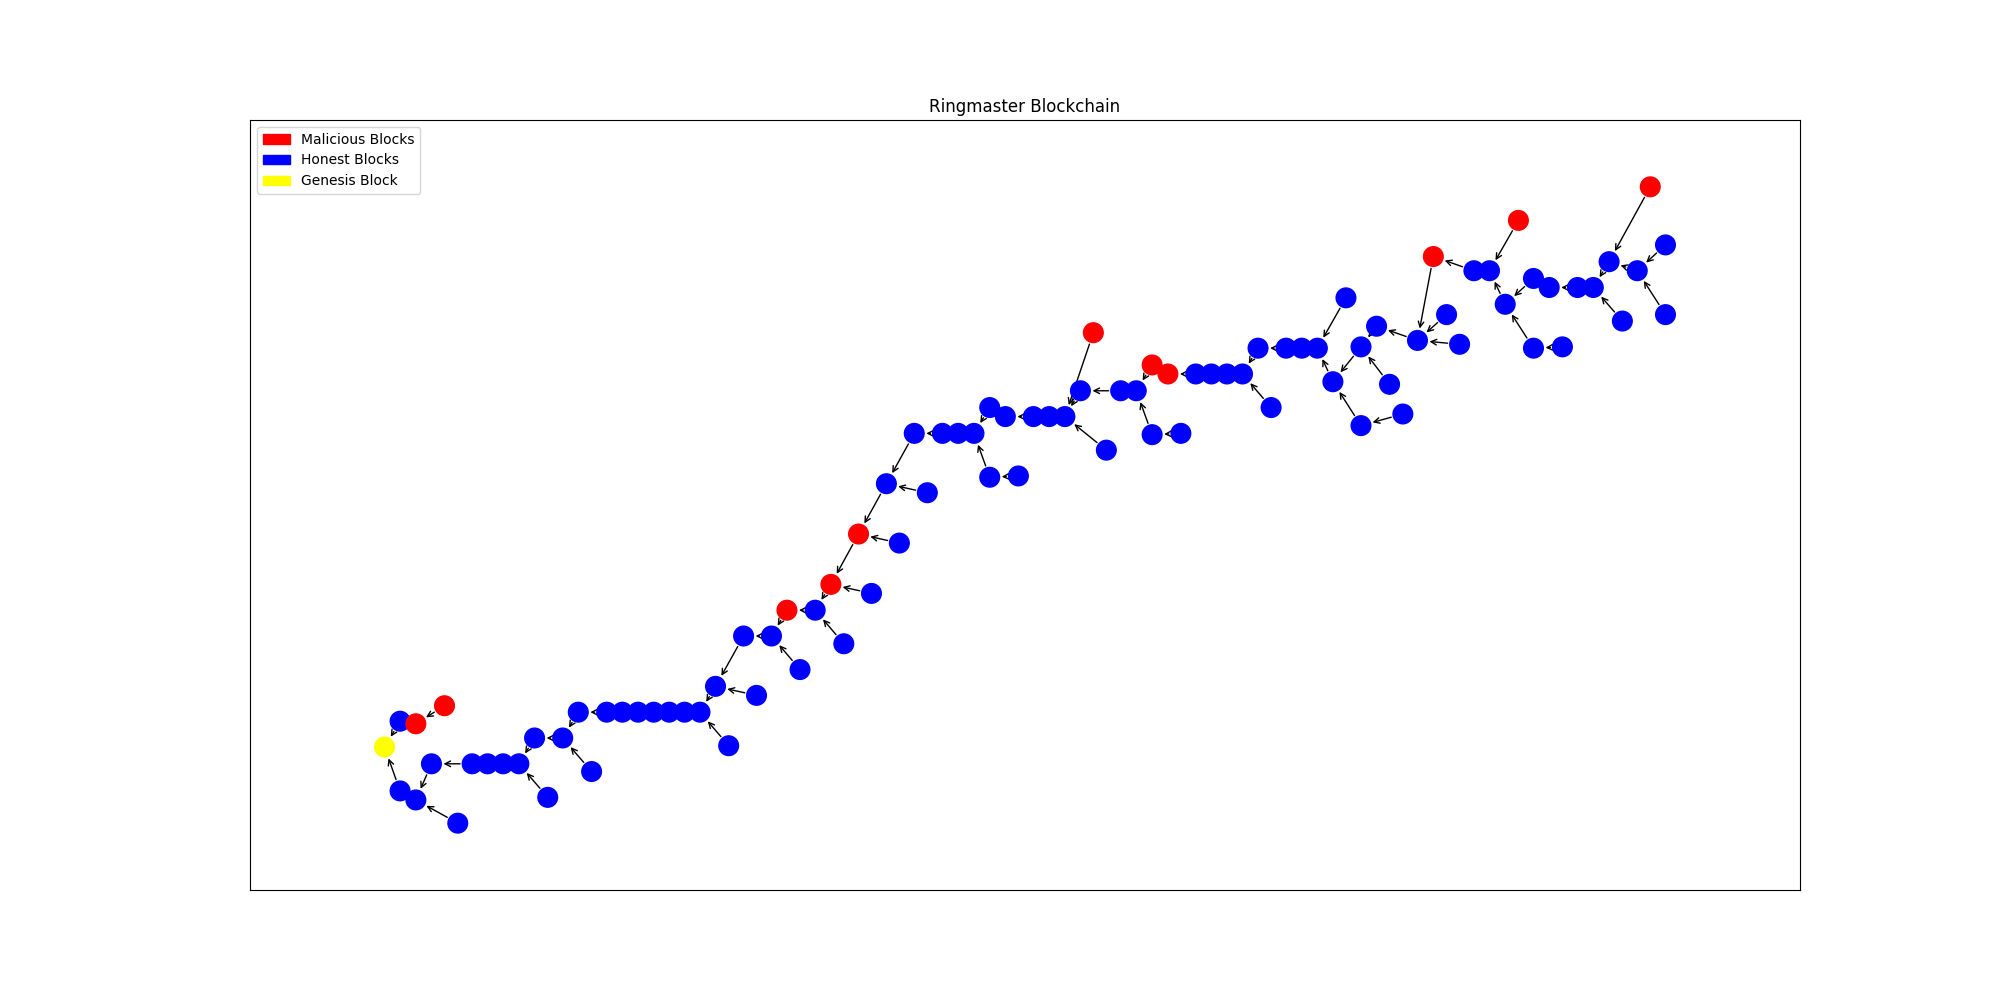 Ringmaster Blockchain
Malicious Blocks
Honest Blocks
Genesis Block